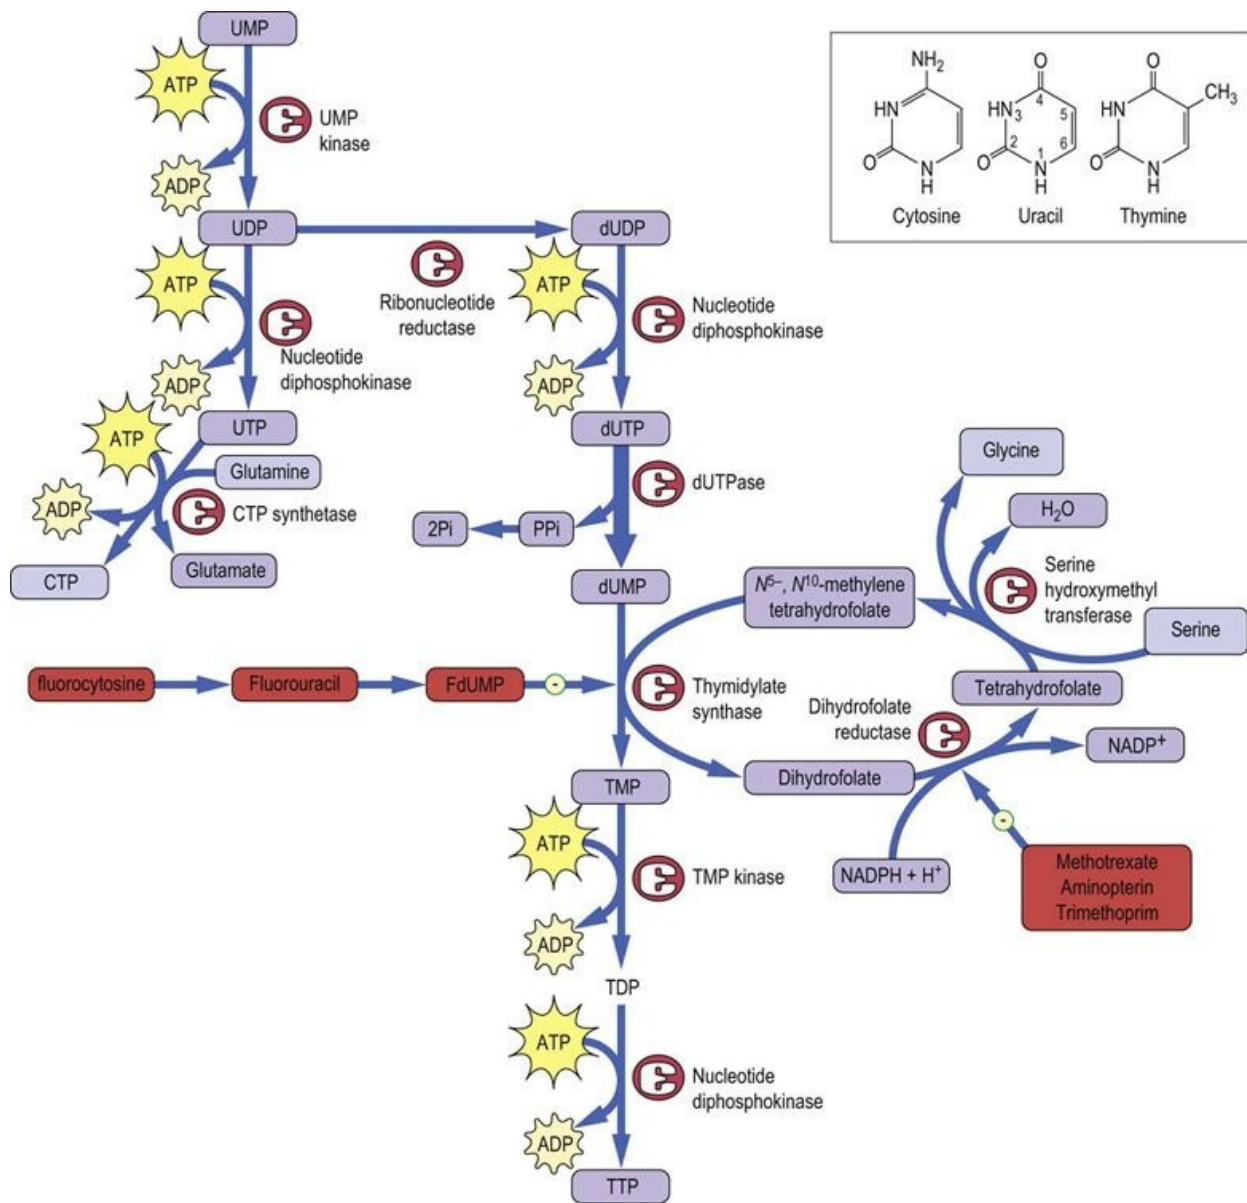 UMP
ATP
UMP
kinase
ADP
UDP
dUDP
ATP
Ribonucleotide
reductase
ATP
Nucleotide
diphosphokinase
Nucleotide
diphosphokinase
ADP
ADP
UTP
dUTP
ATP
Glutamine
dUTPase
ADP
CTP synthetase
2Pi
PPi
CTP
Glutamate
dUMP
NH₂
HN
O
N
H
Cytosine
O
4
HN
3
5
2
6
1
O
N
H
Uracil
O
CH₃
HN
O
N
H
Thymine
Glycine
H₂O
N⁵⁻, N¹⁰-methylene
tetrahydrofolate
Serine
hydroxymethyl
transferase
Serine
fluorocytosine
Fluorouracil
FdUMP
-
Thymidylate
synthase
Tetrahydrofolate
Dihydrofolate
reductase
NADP⁺
TMP
Dihydrofolate
-
ATP
TMP kinase
NADPH + H⁺
Methotrexate
Aminopterin
Trimethoprim
ADP
TDP
ATP
Nucleotide
diphosphokinase
ADP
TTP